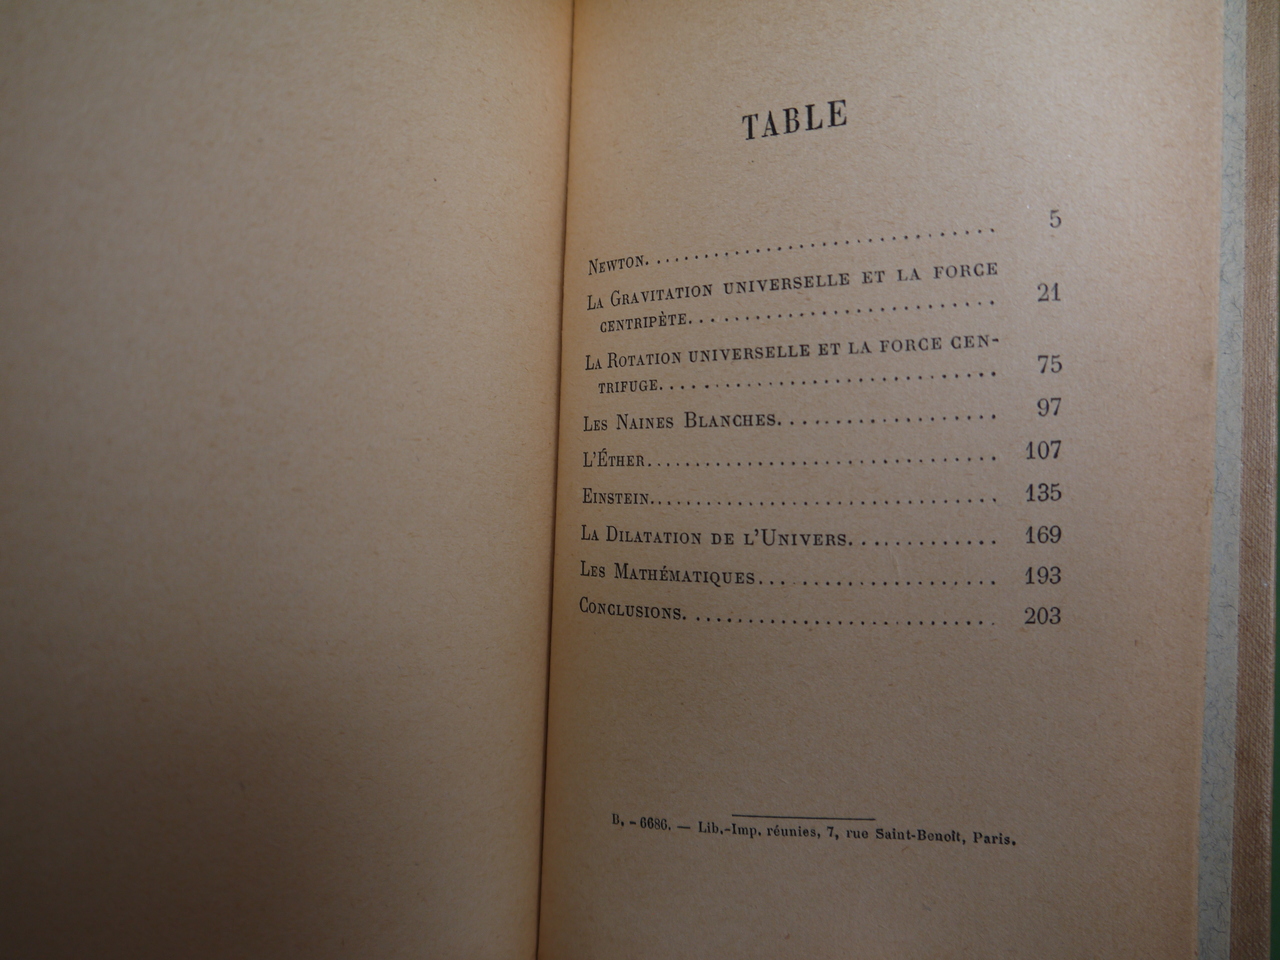 TABLE
NEWTON. . . . . . . . . . . . . . . . . . . . . . . . . . . . . . 5
LA GRAVITATION UNIVERSELLE ET LA FORCE
CENTRIPÈTE. . . . . . . . . . . . . . . . . . . . . . . . . . 21
LA ROTATION UNIVERSELLE ET LA FORCE CEN-
TRIFUGE. . . . . . . . . . . . . . . . . . . . . . . . . . . . . 75
LES NAINES BLANCHES. . . . . . . . . . . . . . . . . . . 97
L'ÉTHER. . . . . . . . . . . . . . . . . . . . . . . . . . . . . . 107
EINSTEIN. . . . . . . . . . . . . . . . . . . . . . . . . . . . . 135
LA DILATATION DE L'UNIVERS. . . . . . . . . . . . . 169
LES MATHÉMATIQUES. . . . . . . . . . . . . . . . . . . . 193
CONCLUSIONS. . . . . . . . . . . . . . . . . . . . . . . . . . 203
B. - 6686. — Lib.-Imp. réunies, 7, rue Saint-Benoît, Paris.